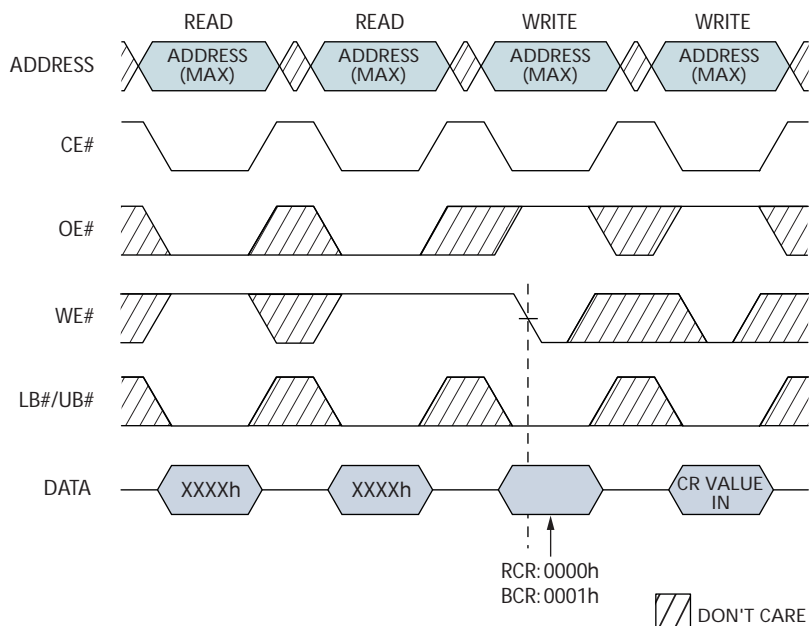 READ READ WRITE WRITE
ADDRESS
ADDRESS (MAX)
ADDRESS (MAX)
ADDRESS (MAX)
ADDRESS (MAX)
CE#
OE#
WE#
LB#/UB#
DATA
XXXXh
XXXXh
CR VALUE
IN
RCR: 0000h
BCR: 0001h
DON'T CARE